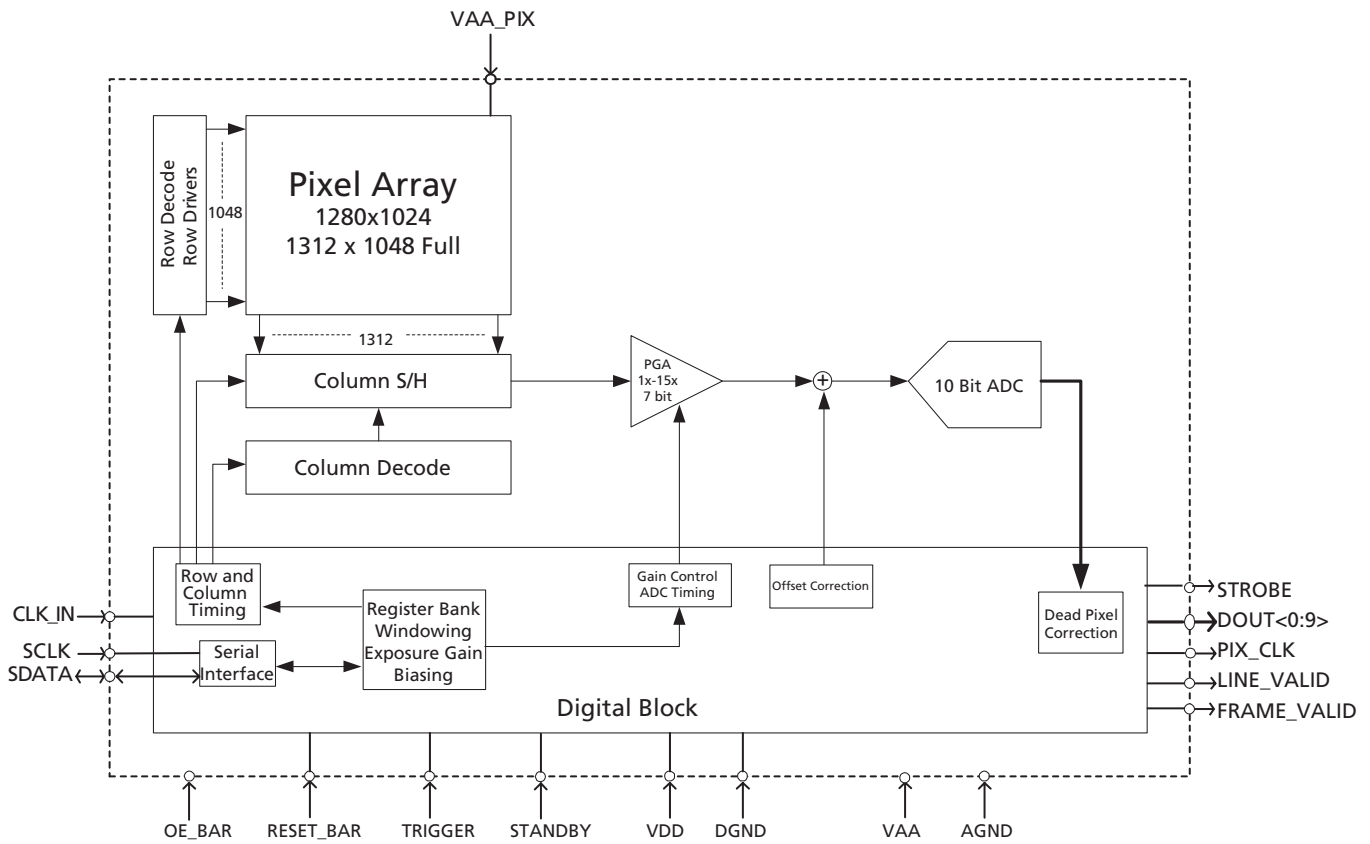 VAA_PIX
Row Decode
Row Drivers
1048
Pixel Array
1280x1024
1312 x 1048 Full
1312
Column S/H
PGA
1x-15x
7 bit
10 Bit ADC
Column Decode
Row and
Column
Timing
Gain Control
ADC Timing
Offset Correction
Dead Pixel
Correction
Register Bank
Windowing
Exposure Gain
Biasing
Serial
Interface
Digital Block
CLK_IN
SCLK
SDATA
STROBE
DOUT<0:9>
PIX_CLK
LINE_VALID
FRAME_VALID
OE_BAR
RESET_BAR
TRIGGER
STANDBY
VDD
DGND
VAA
AGND